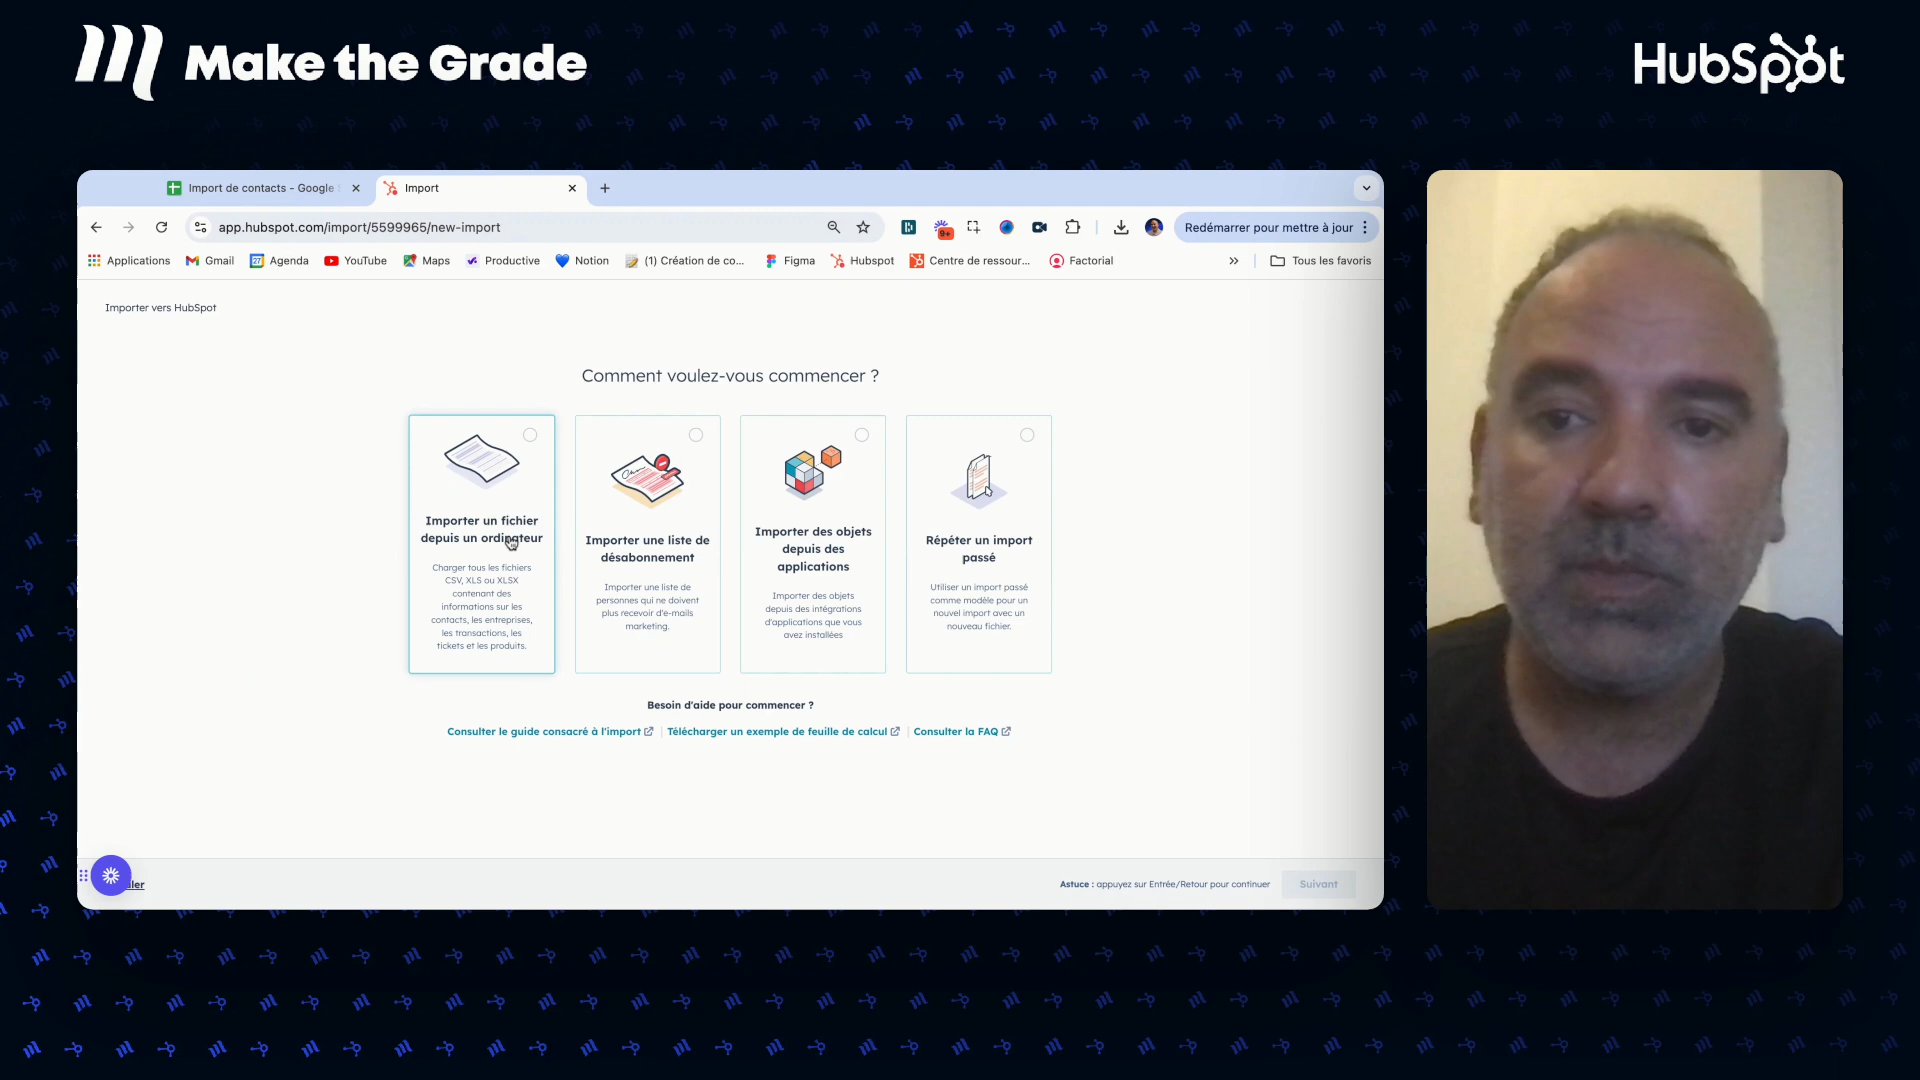 Make the Grade
HubSpot
Import de contacts - Google
Import
app.hubspot.com/import/5599965/new-import
9+
Redémarrer pour mettre à jour
Applications
Gmail
27
Agenda
YouTube
Maps
Productive
Notion
(1) Création de co...
Figma
Hubspot
Centre de ressour...
Factorial
Tous les favoris
Importer vers HubSpot
Comment voulez-vous commencer ?
Importer un fichier
depuis un ordinateur
Charger tous les fichiers
CSV, XLS ou XLSX
contenant des
informations sur les
contacts, les entreprises,
les transactions, les
tickets et les produits.
Importer une liste de
désabonnement
Importer une liste de
personnes qui ne doivent
plus recevoir d'e-mails
marketing.
Importer des objets
depuis des
applications
Importer des objets
depuis des intégrations
d'applications que vous
avez installées
Répéter un import
passé
Utiliser un import passé
comme modèle pour un
nouvel import avec un
nouveau fichier.
Besoin d'aide pour commencer ?
Consulter le guide consacré à l'import
Télécharger un exemple de feuille de calcul
Consulter la FAQ
ler
Astuce : appuyez sur Entrée/Retour pour continuer
Suivant